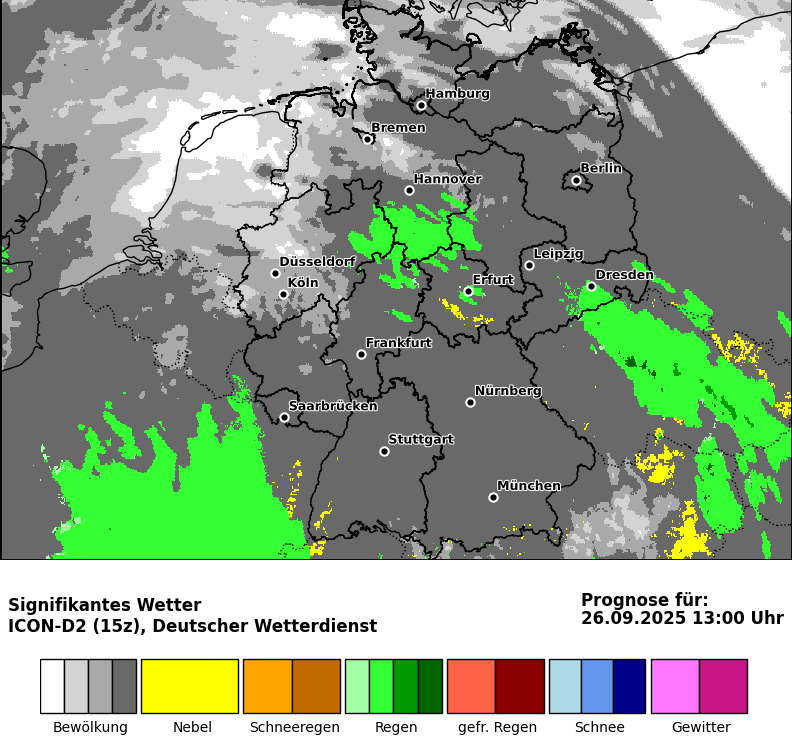 Hamburg
Bremen
Berlin
Hannover
Leipzig
Düsseldorf
Dresden
Köln
Erfurt
Frankfurt
Nürnberg
Saarbrücken
Stuttgart
München
Signifikantes Wetter
ICON-D2 (15z), Deutscher Wetterdienst
Prognose für:
26.09.2025 13:00 Uhr
Bewölkung Nebel Schneeregen Regen gefr. Regen Schnee Gewitter